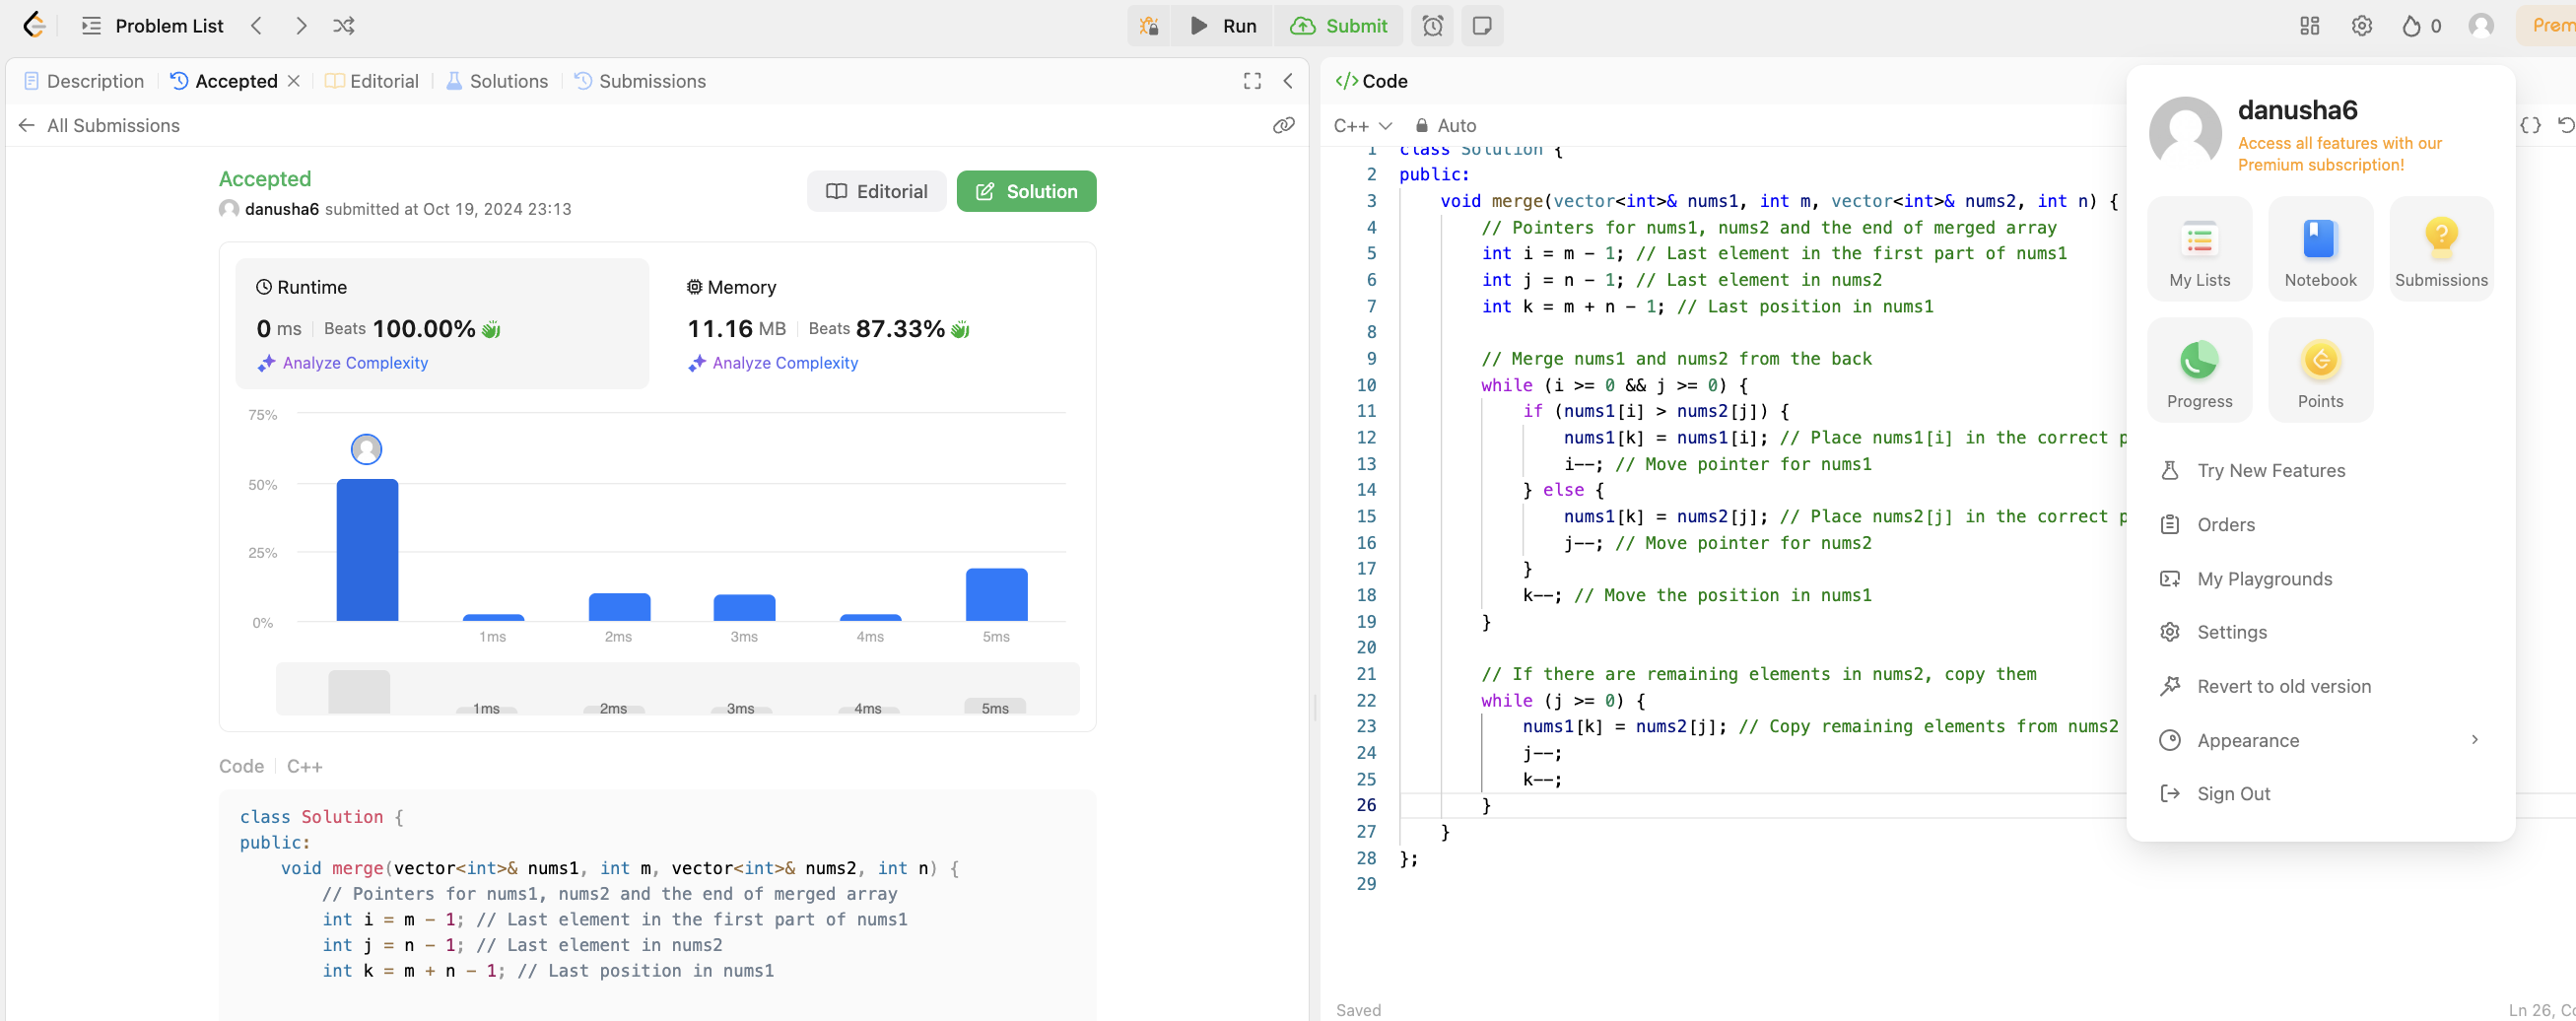 Problem List
Run
Submit
0
Prem
Description
Accepted
Editorial
Solutions
Submissions
All Submissions
Accepted
danusha6 submitted at Oct 19, 2024 23:13
Editorial
Solution
Runtime
0 ms
Beats 100.00%
Analyze Complexity
Memory
11.16 MB
Beats 87.33%
Analyze Complexity
75%
50%
25%
0%
1ms
2ms
3ms
4ms
5ms
1ms
2ms
3ms
4ms
5ms
Code
C++
class Solution {
public:
    void merge(vector<int>& nums1, int m, vector<int>& nums2, int n) {
        // Pointers for nums1, nums2 and the end of merged array
        int i = m - 1; // Last element in the first part of nums1
        int j = n - 1; // Last element in nums2
        int k = m + n - 1; // Last position in nums1
</> Code
C++
Auto
1 class Solution {
2 public:
3     void merge(vector<int>& nums1, int m, vector<int>& nums2, int n) {
4         // Pointers for nums1, nums2 and the end of merged array
5         int i = m - 1; // Last element in the first part of nums1
6         int j = n - 1; // Last element in nums2
7         int k = m + n - 1; // Last position in nums1
8
9         // Merge nums1 and nums2 from the back
10         while (i >= 0 && j >= 0) {
11             if (nums1[i] > nums2[j]) {
12                 nums1[k] = nums1[i]; // Place nums1[i] in the correct p
13                 i--; // Move pointer for nums1
14             } else {
15                 nums1[k] = nums2[j]; // Place nums2[j] in the correct p
16                 j--; // Move pointer for nums2
17             }
18             k--; // Move the position in nums1
19         }
20
21         // If there are remaining elements in nums2, copy them
22         while (j >= 0) {
23             nums1[k] = nums2[j]; // Copy remaining elements from nums2
24             j--;
25             k--;
26         }
27     }
28 };
29
Saved
Ln 26, Co
danusha6
Access all features with our
Premium subscription!
My Lists
Notebook
Submissions
Progress
Points
Try New Features
Orders
My Playgrounds
Settings
Revert to old version
Appearance
Sign Out
{}